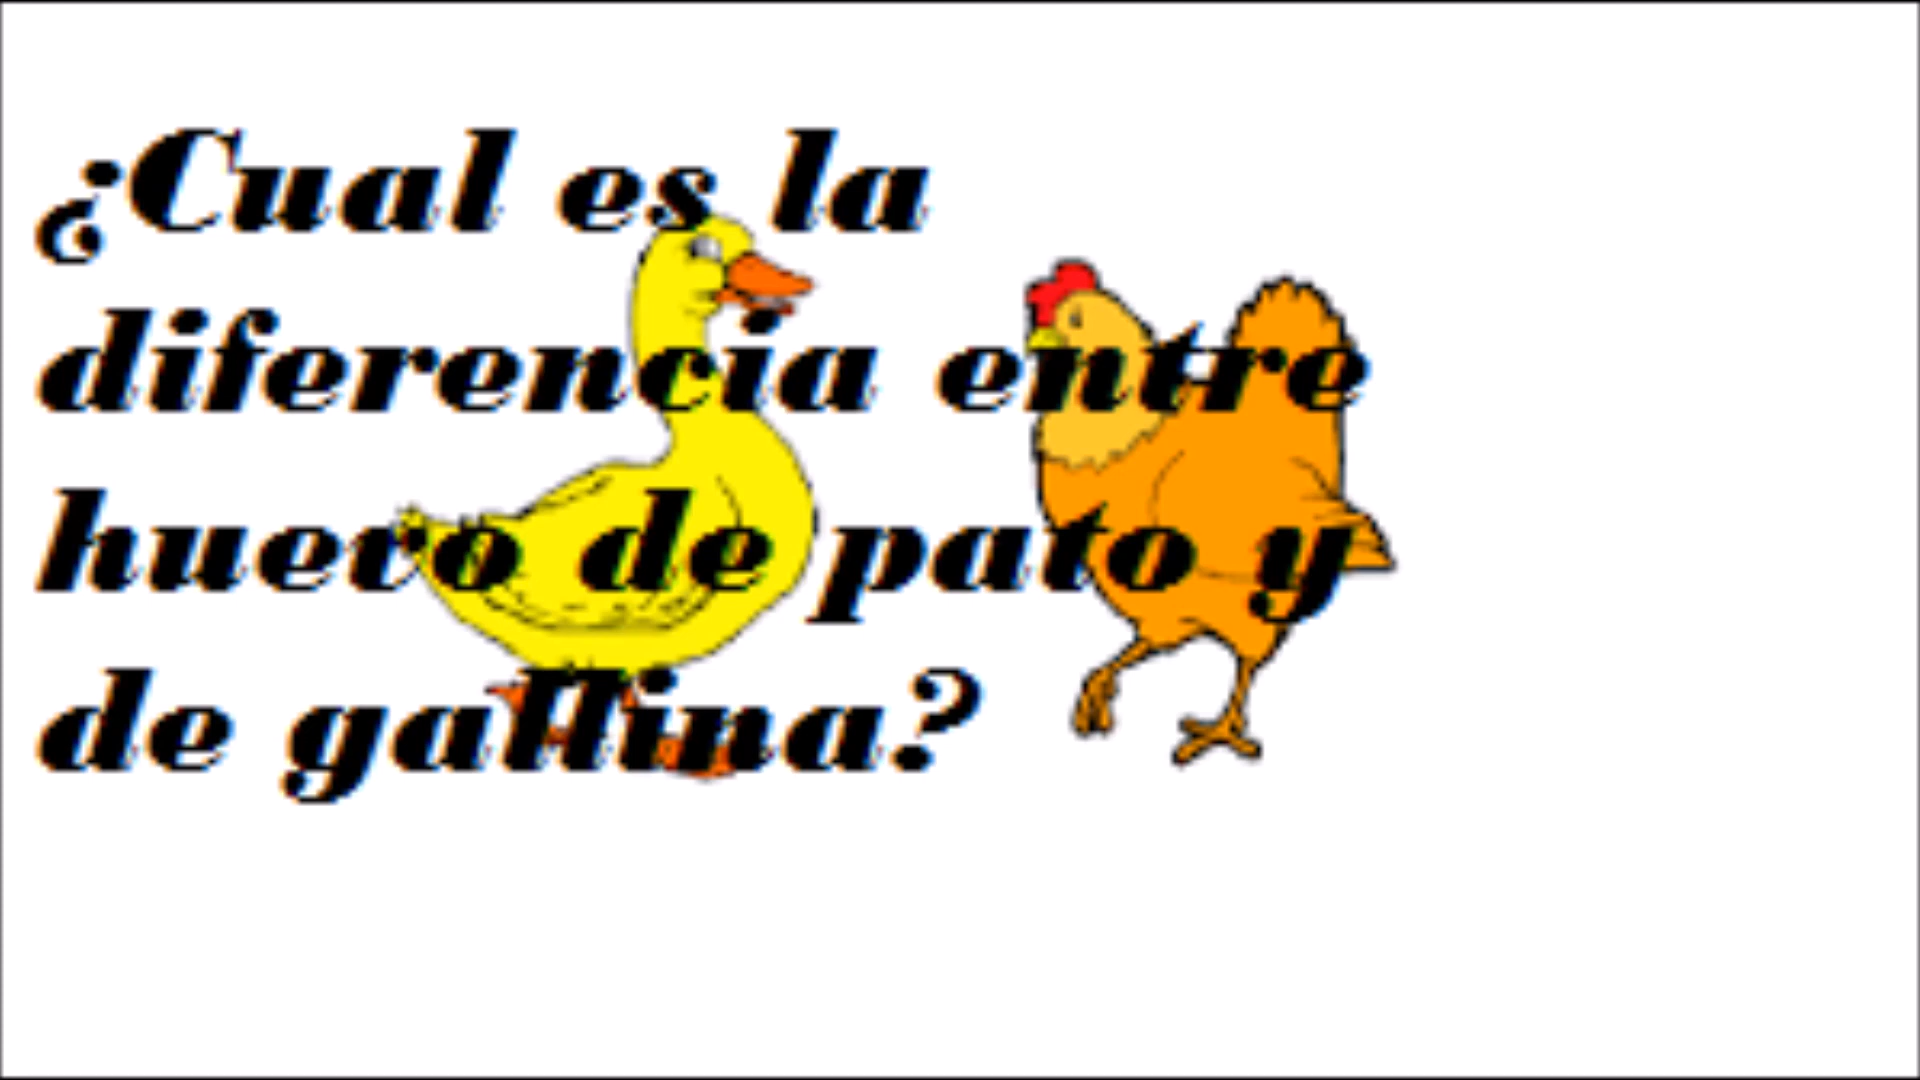 ¿Cual es la
diferencia entre
huevo de pato y
de gallina?